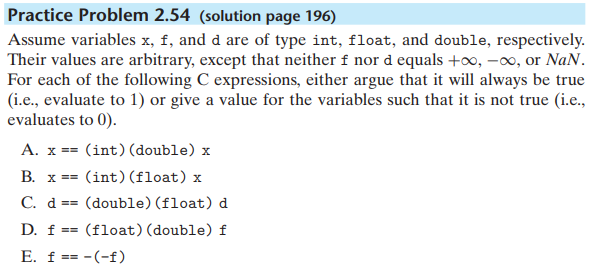 Practice Problem 2.54 (solution page 196)
Assume variables x, f, and d are of type int, float, and double, respectively.
Their values are arbitrary, except that neither f nor d equals +∞, −∞, or NaN.
For each of the following C expressions, either argue that it will always be true
(i.e., evaluate to 1) or give a value for the variables such that it is not true (i.e.,
evaluates to 0).
A. x == (int)(double) x
B. x == (int)(float) x
C. d == (double)(float) d
D. f == (float)(double) f
E. f == -(-f)